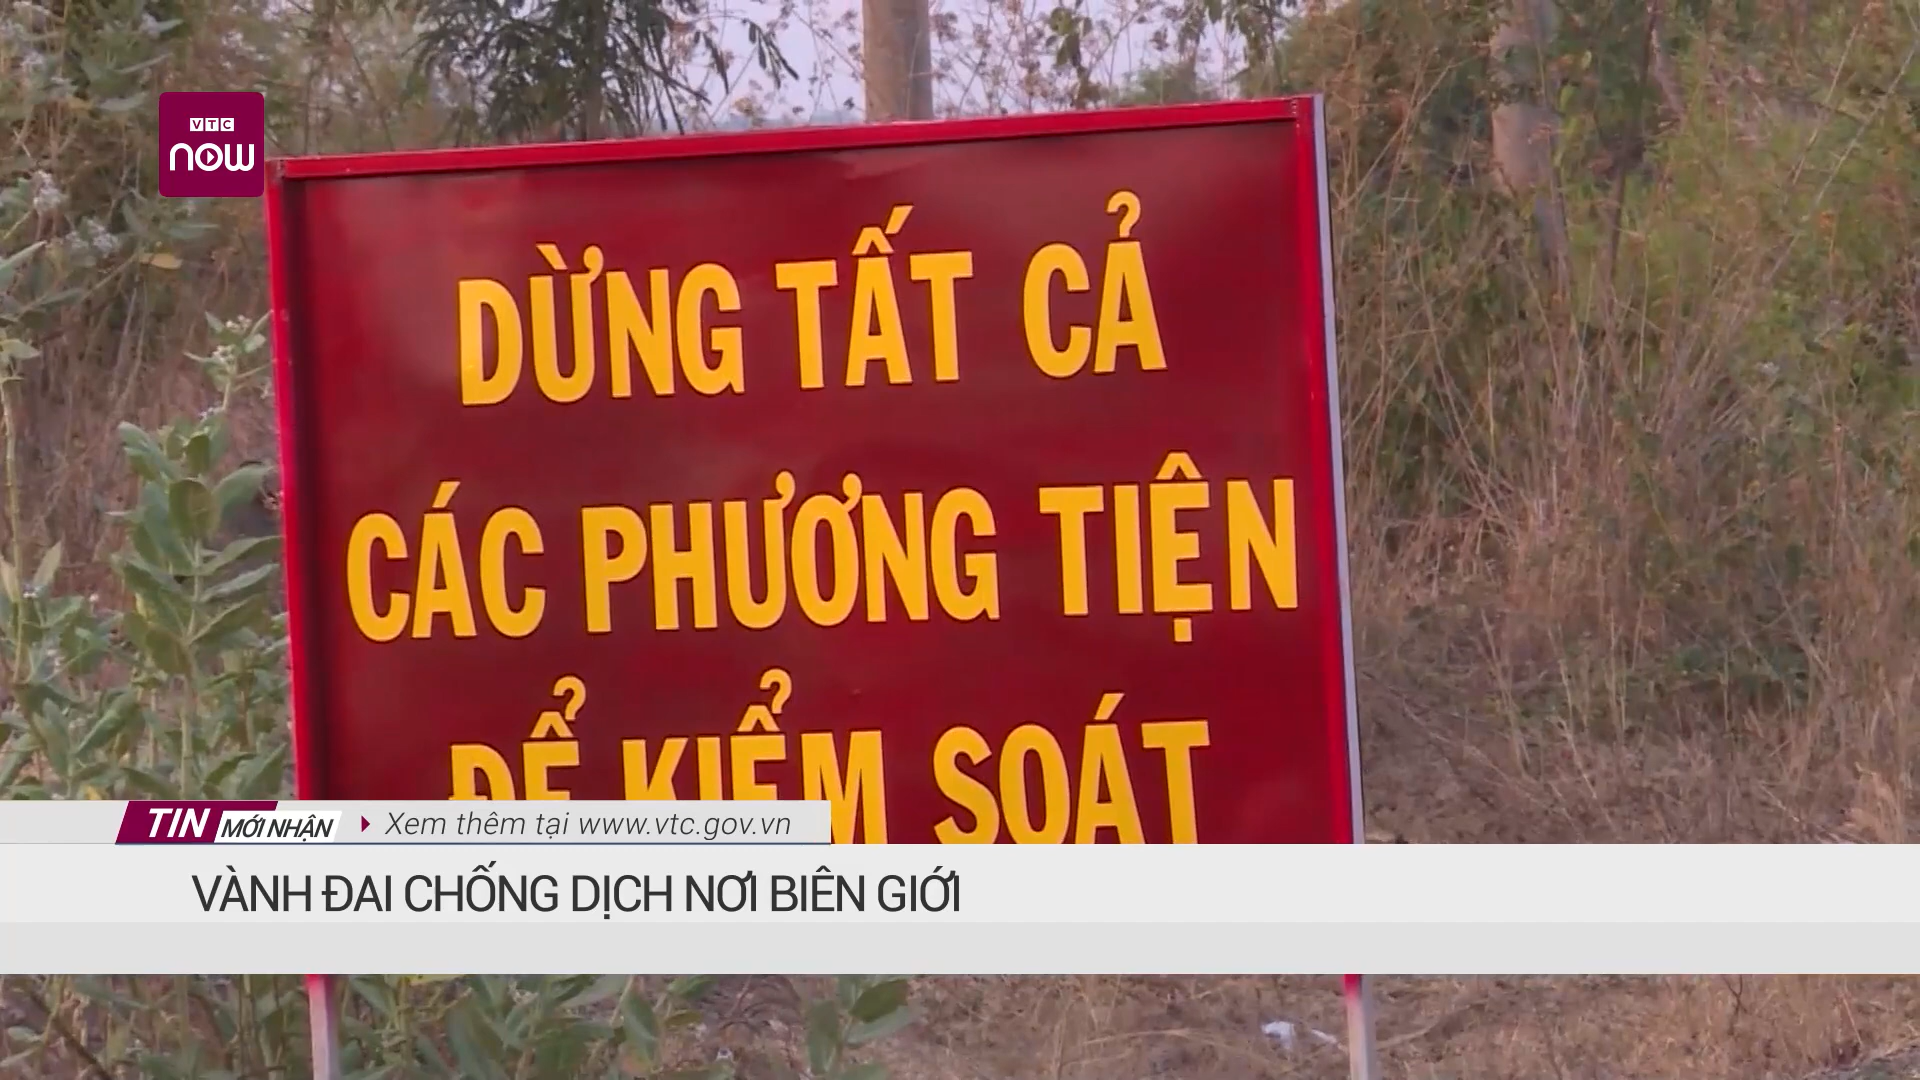 VTC
now
DỪNG TẤT CẢ
CÁC PHƯƠNG TIỆN
ĐỂ KIỂM SOÁT
TIN MỚI NHẬN Xem thêm tại www.vtc.gov.vn
VÀNH ĐAI CHỐNG DỊCH NƠI BIÊN GIỚI